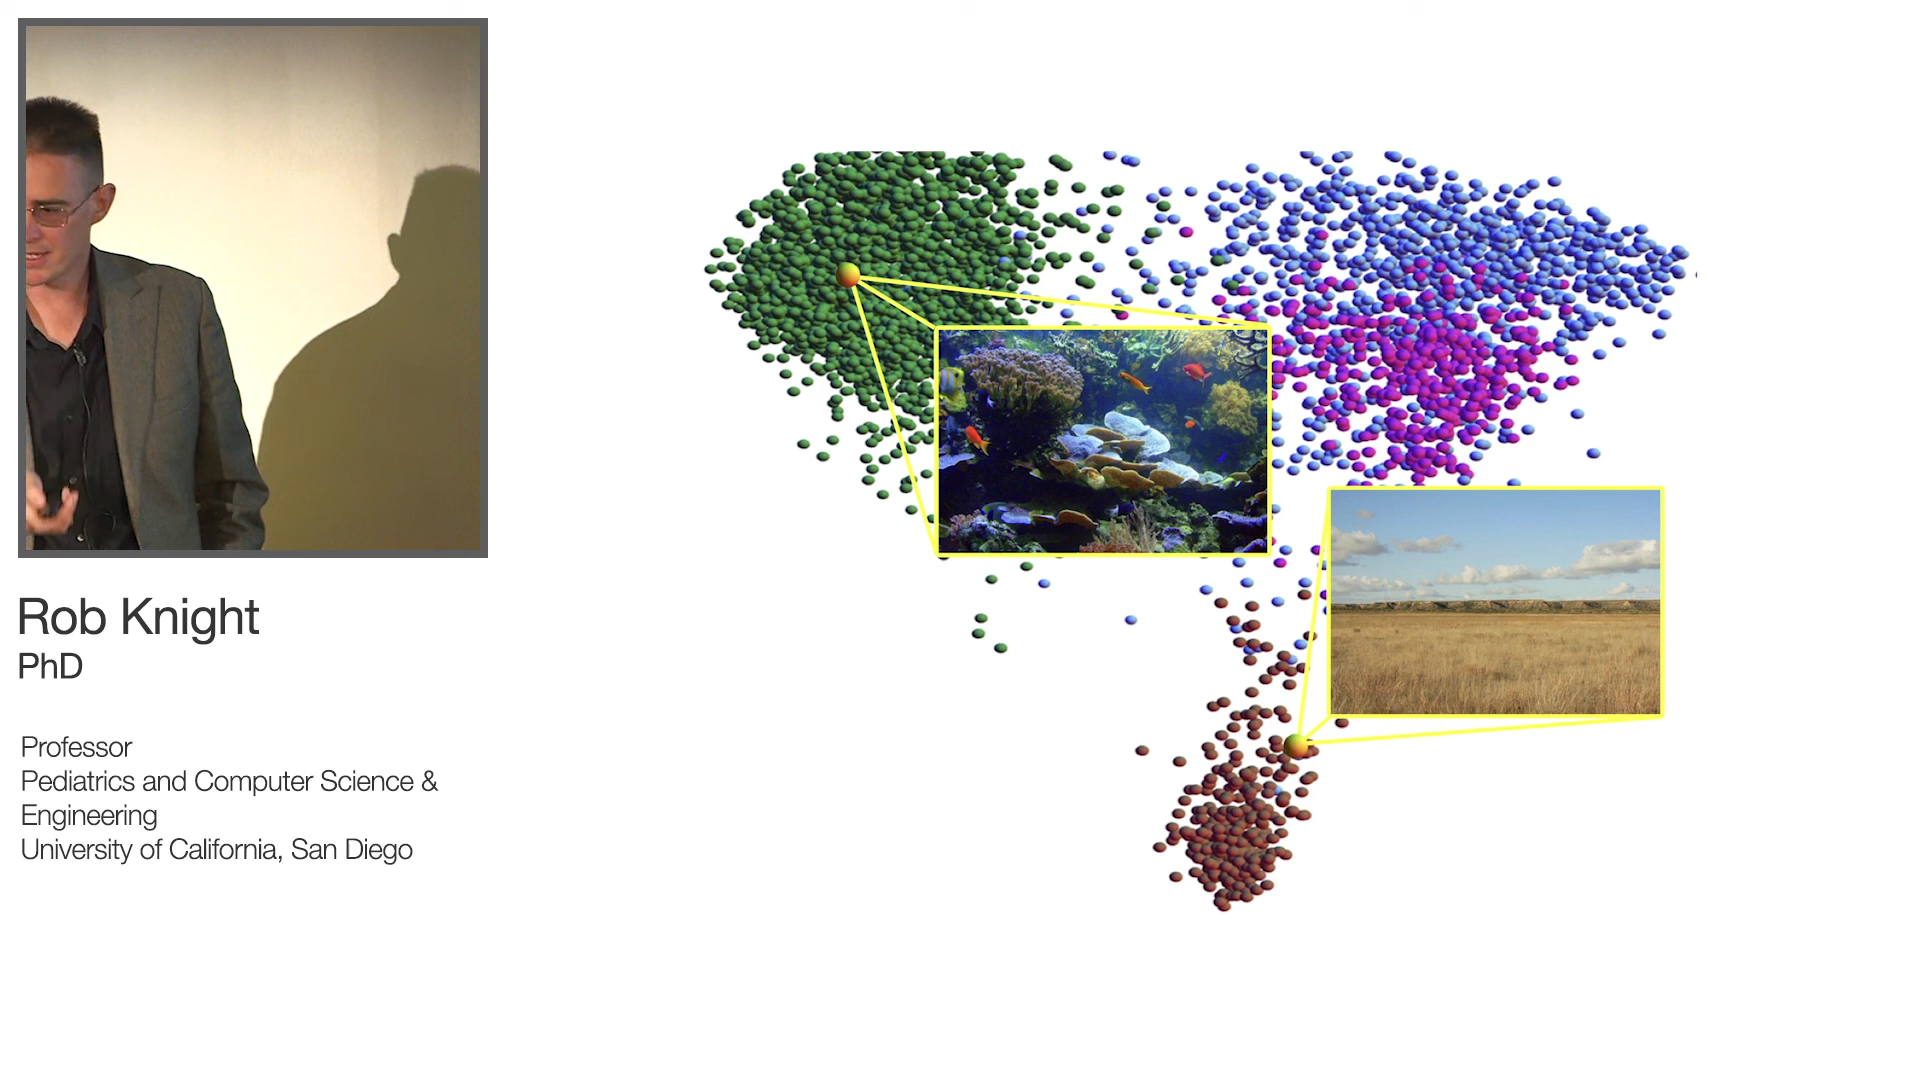 Rob Knight
PhD
Professor
Pediatrics and Computer Science &
Engineering
University of California, San Diego